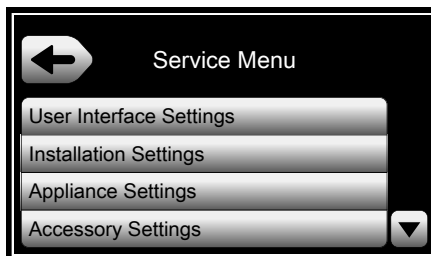 Service Menu
User Interface Settings
Installation Settings
Appliance Settings
Accessory Settings